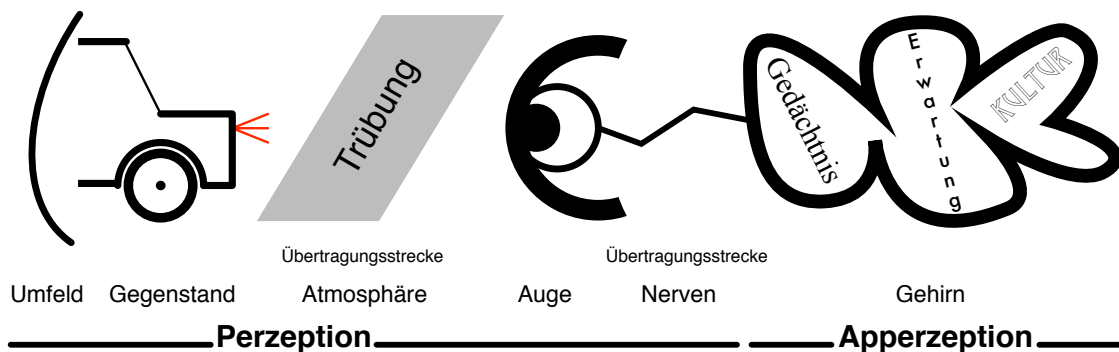 Trübung
Gedächtnis
Erwartung
KULTUR
Übertragungsstrecke
Übertragungsstrecke
Umfeld
Gegenstand
Atmosphäre
Auge
Nerven
Gehirn
Perzeption
Apperzeption